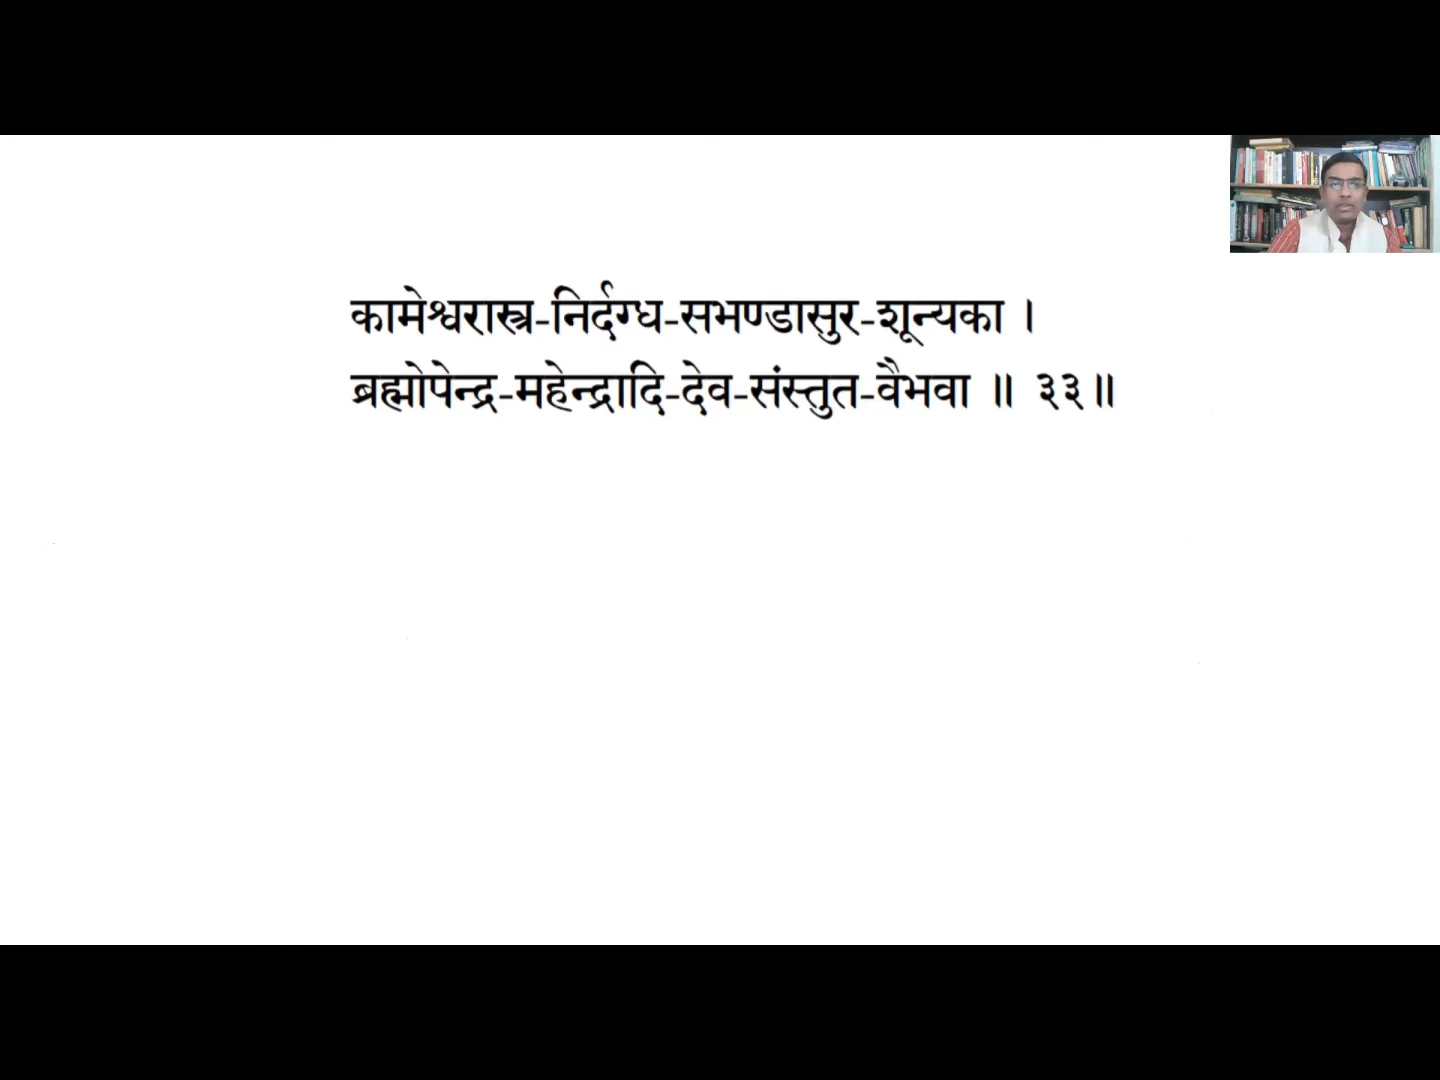 कामेश्वरास्त्र-निर्दग्ध-सभण्डासुर-शून्यका ।
ब्रह्मोपेन्द्र-महेन्द्रादि-देव-संस्तुत-वैभवा ॥ ३३॥